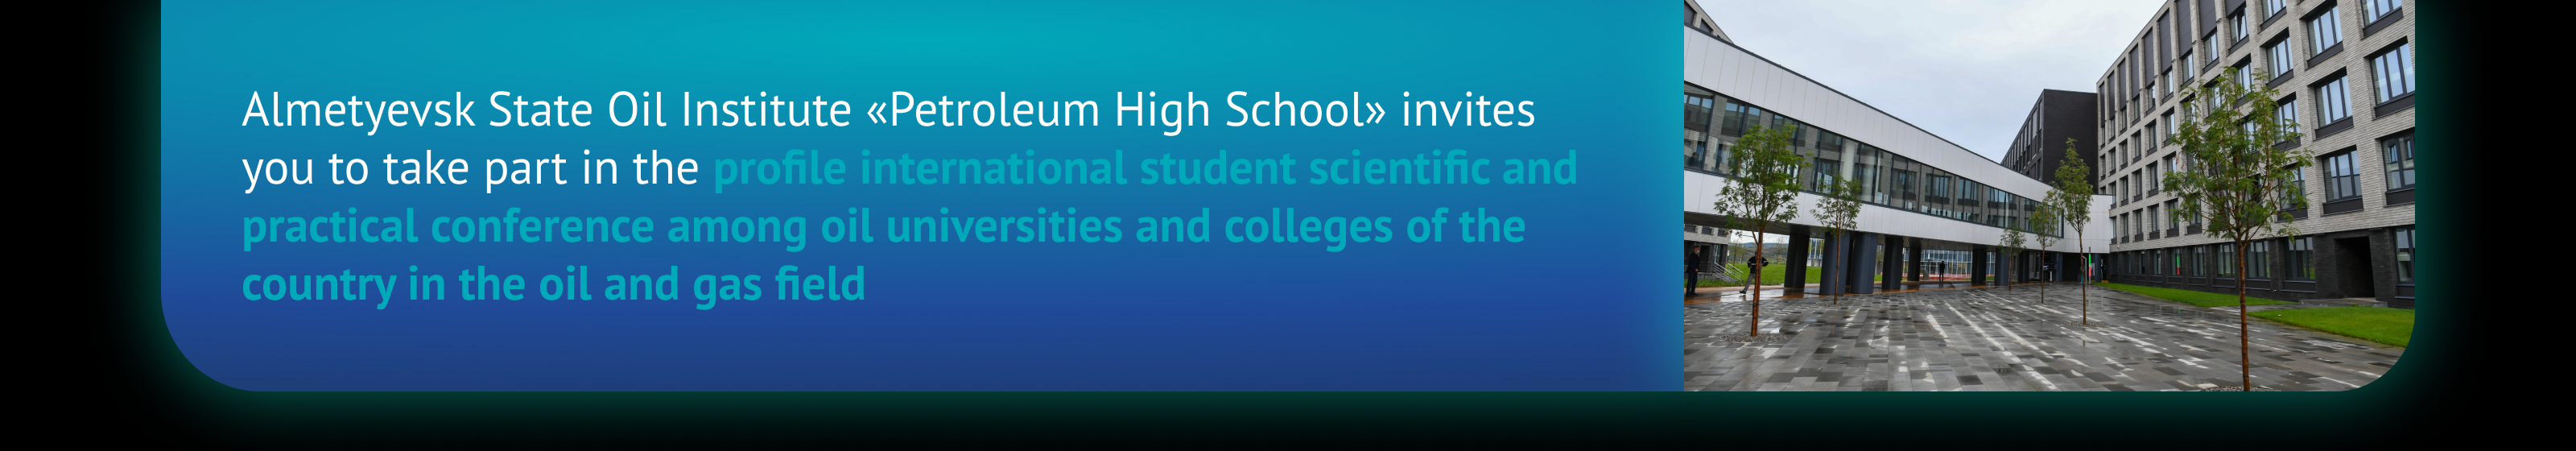 Almetyevsk State Oil Institute «Petroleum High School» invites
you to take part in the profile international student scientific and
practical conference among oil universities and colleges of the
country in the oil and gas field